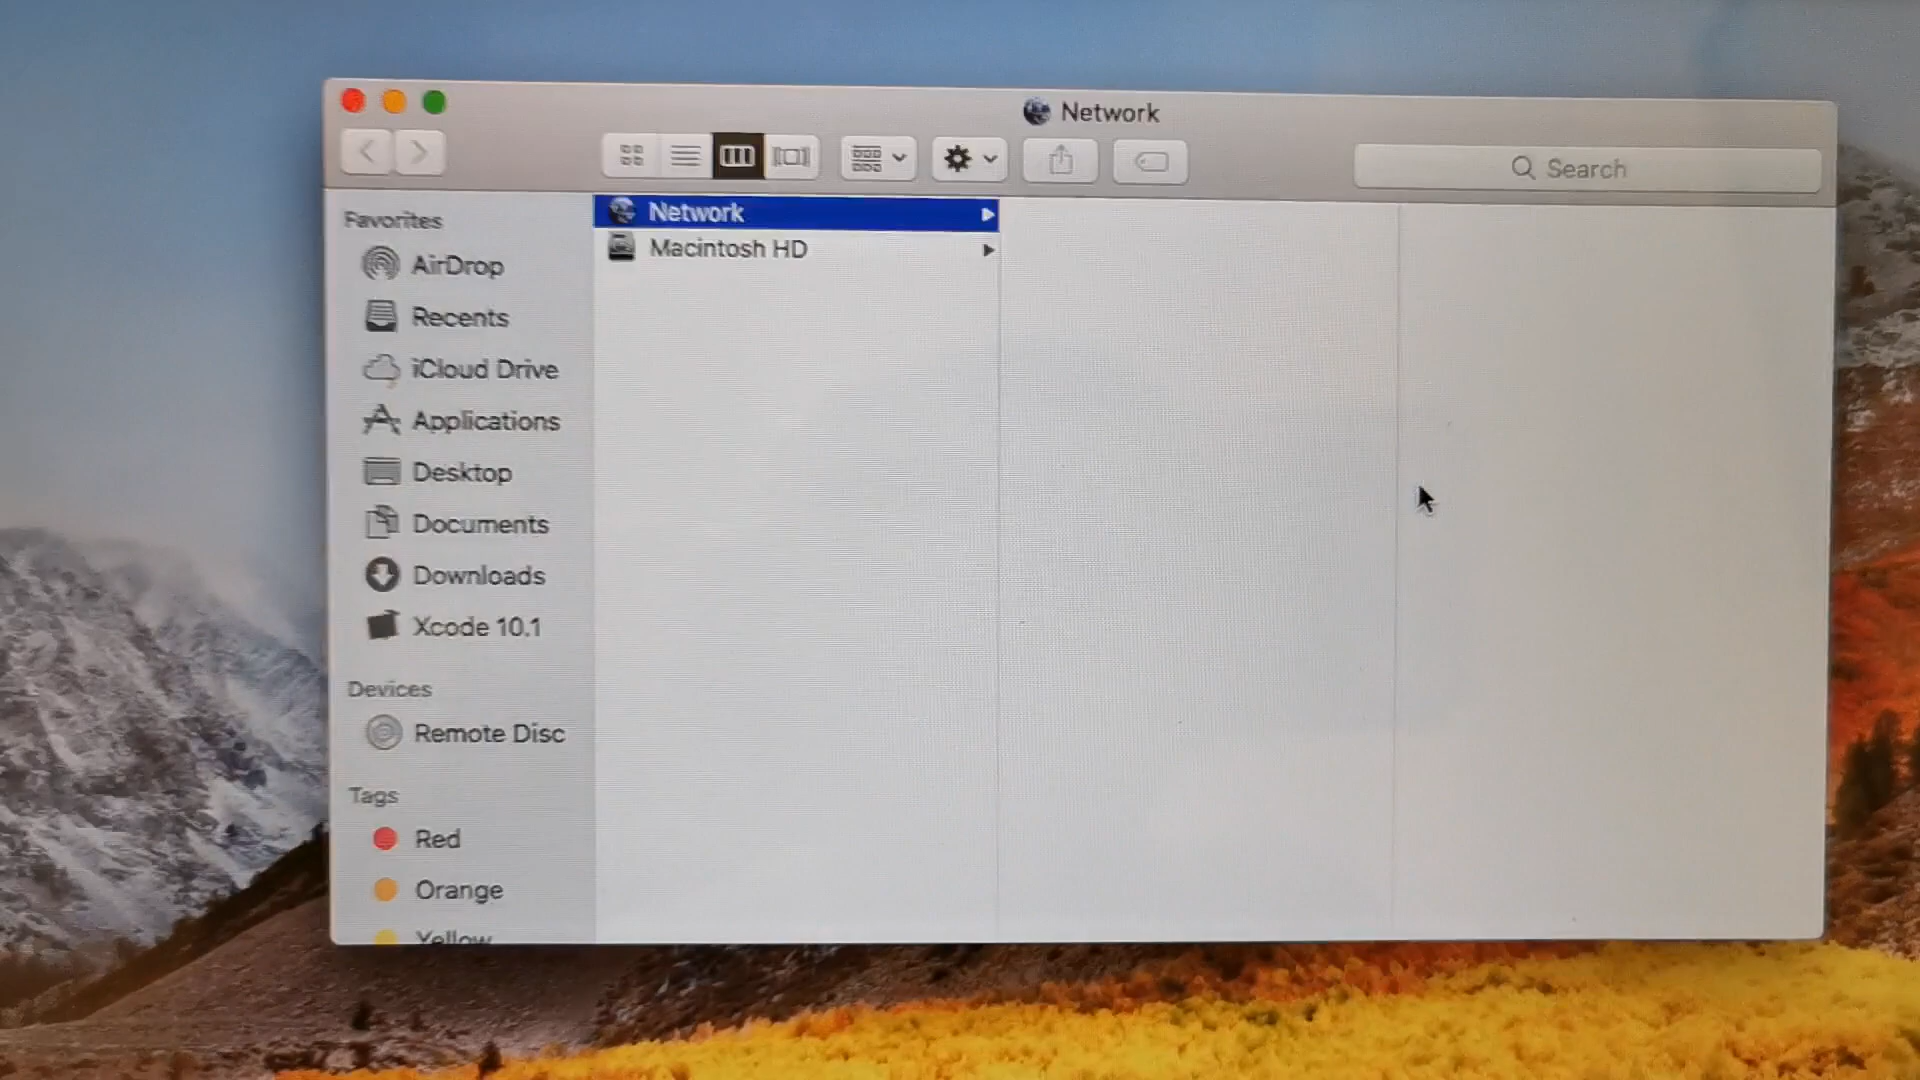 Network
Search
Favorites
AirDrop
Recents
iCloud Drive
Applications
Desktop
Documents
Downloads
Xcode 10.1
Devices
Remote Disc
Tags
Red
Orange
Yellow
Network
Macintosh HD